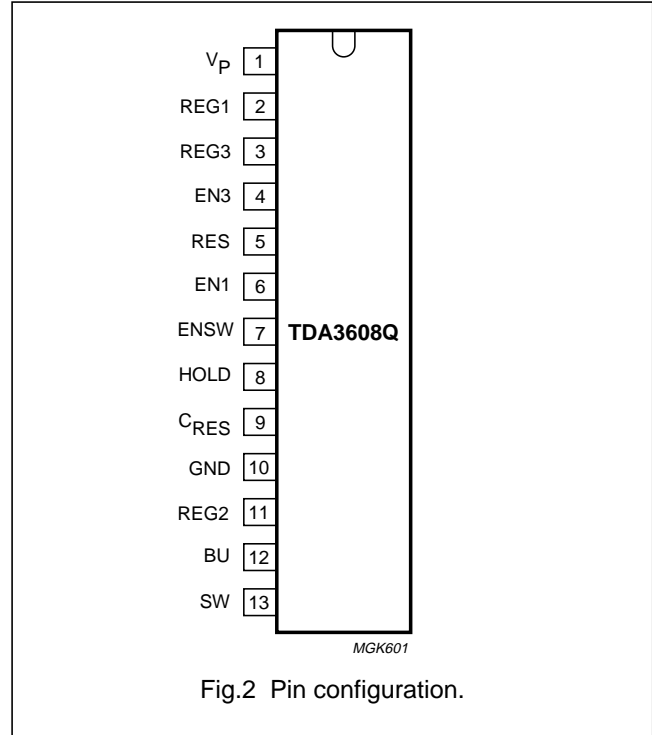 V_P 1
REG1 2
REG3 3
EN3 4
RES 5
EN1 6
ENSW 7 TDA3608Q
HOLD 8
C_RES 9
GND 10
REG2 11
BU 12
SW 13
MGK601
Fig.2 Pin configuration.